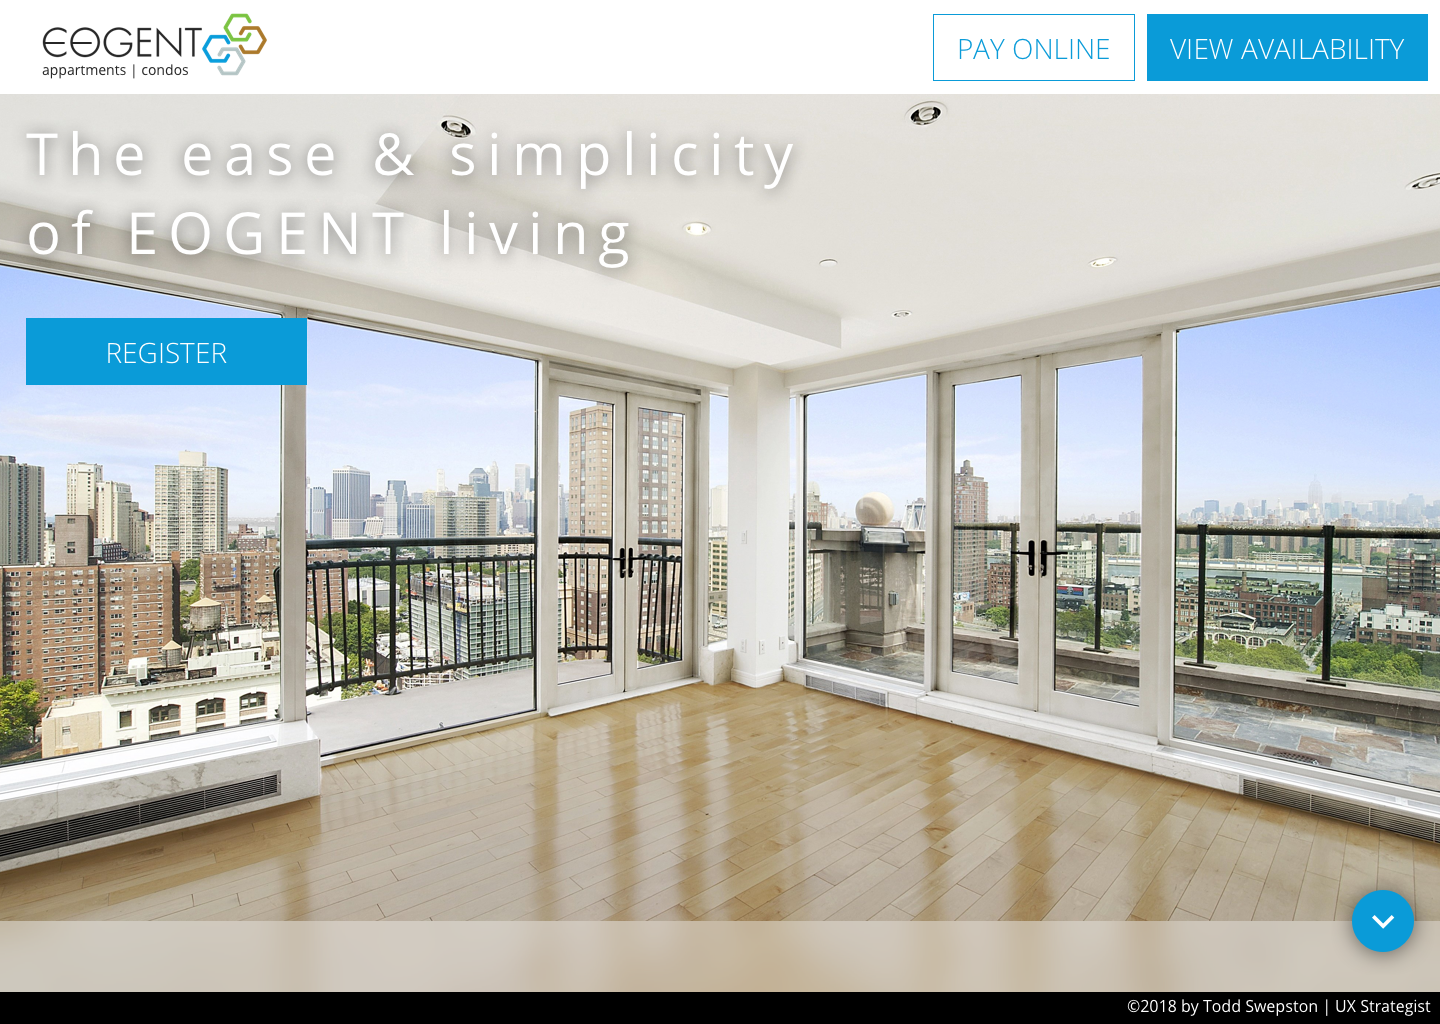 EOGENT
appartments | condos
PAY ONLINE
VIEW AVAILABILITY
The ease & simplicity
of EOGENT living
REGISTER
©2018 by Todd Swepston | UX Strategist